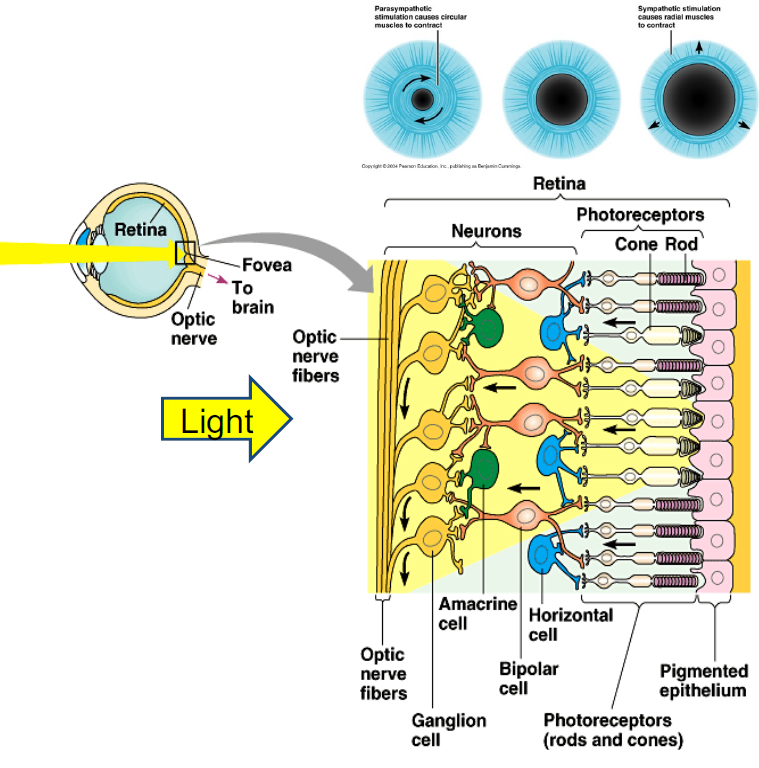 Parasympathetic
stimulation causes circular
muscles to contract
Sympathetic stimulation
causes radial muscles
to contract
Copyright © 2004 Pearson Education, Inc., publishing as Benjamin Cummings.
Retina
Photoreceptors
Neurons
Cone Rod
Retina
Fovea
To
brain
Optic
nerve
Optic
nerve
fibers
Light
Amacrine
cell
Horizontal
cell
Optic
nerve
fibers
Bipolar
cell
Pigmented
epithelium
Ganglion
cell
Photoreceptors
(rods and cones)